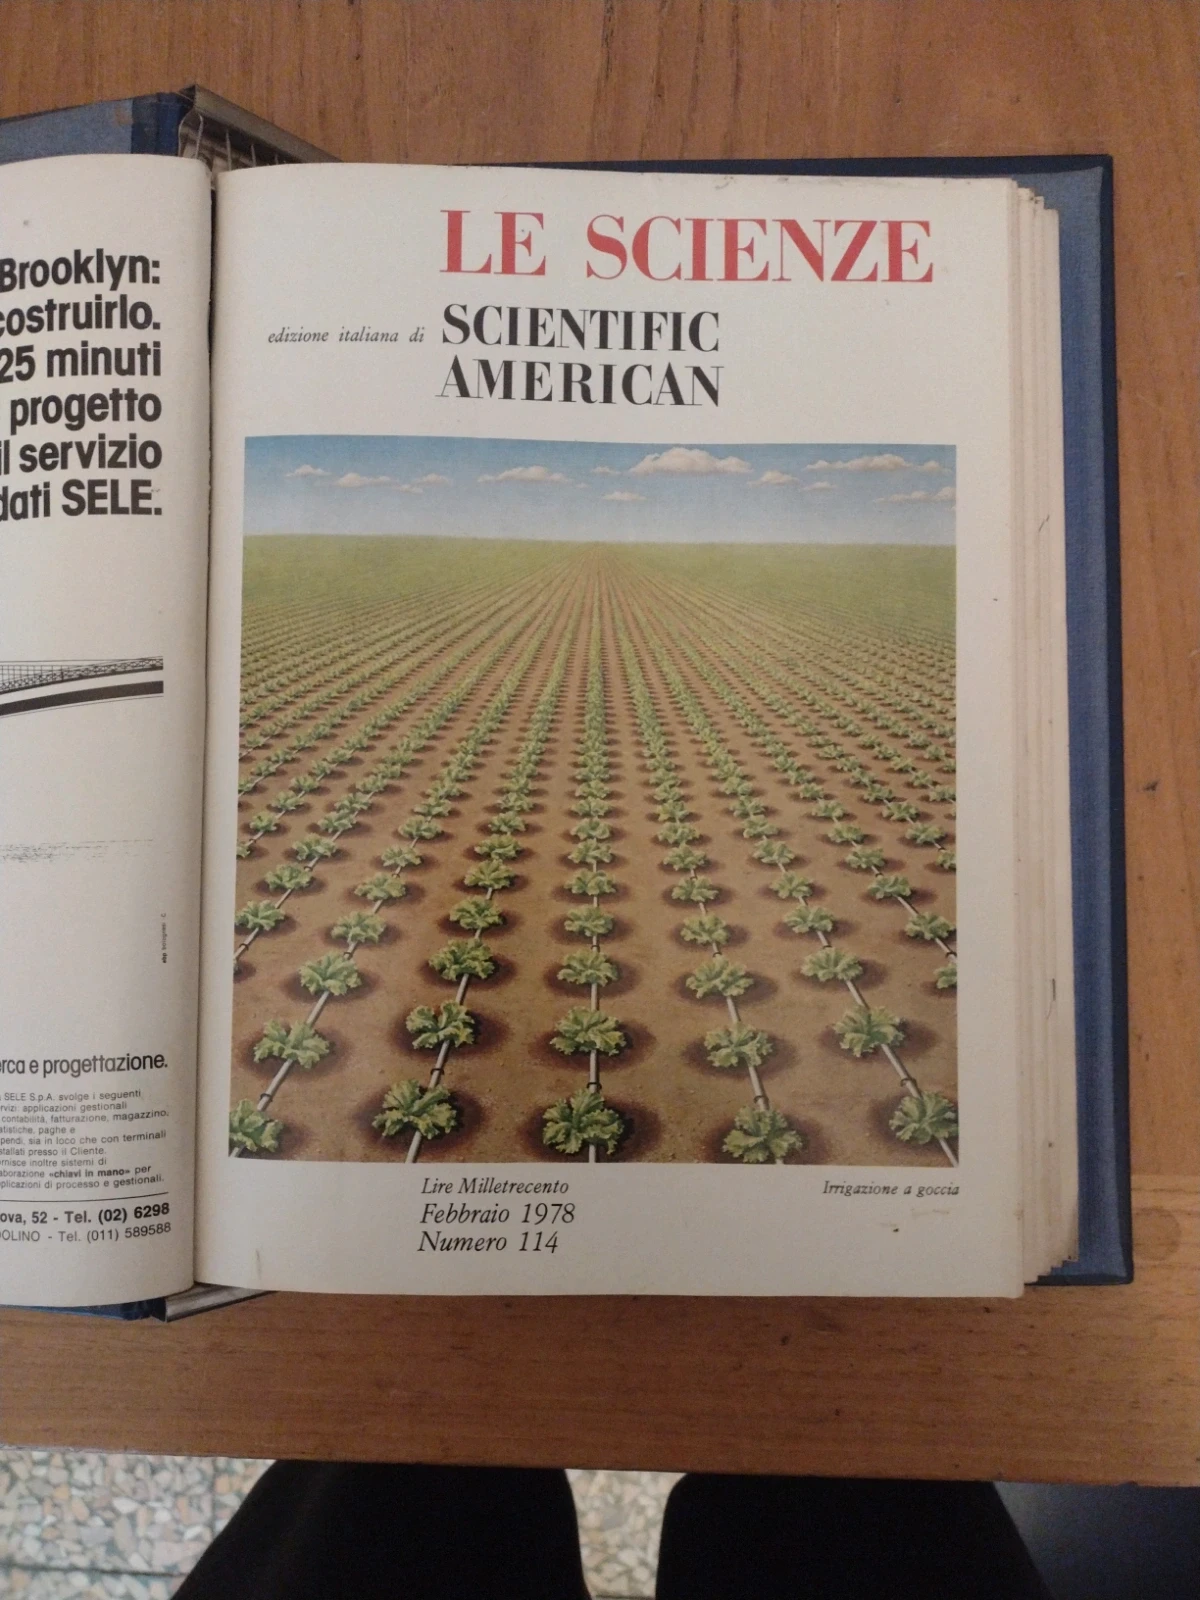 Brooklyn:
costruirlo.
25 minuti
progetto
il servizio
dati SELE.
e progettazione.
SELE S.p.A. svolge i seguenti
applicazioni gestionali
contabilità, fatturazione, magazzino,
paghe e
sia in loco che con terminali
presso il Cliente.
inoltre sistemi di
«chiavi in mano» per
di processo e gestionali.
52 - Tel. (02) 6298
- Tel. (011) 589588
LE SCIENZE
edizione italiana di SCIENTIFIC
AMERICAN
Lire Milletrecento
Febbraio 1978
Numero 114
Irrigazione a goccia